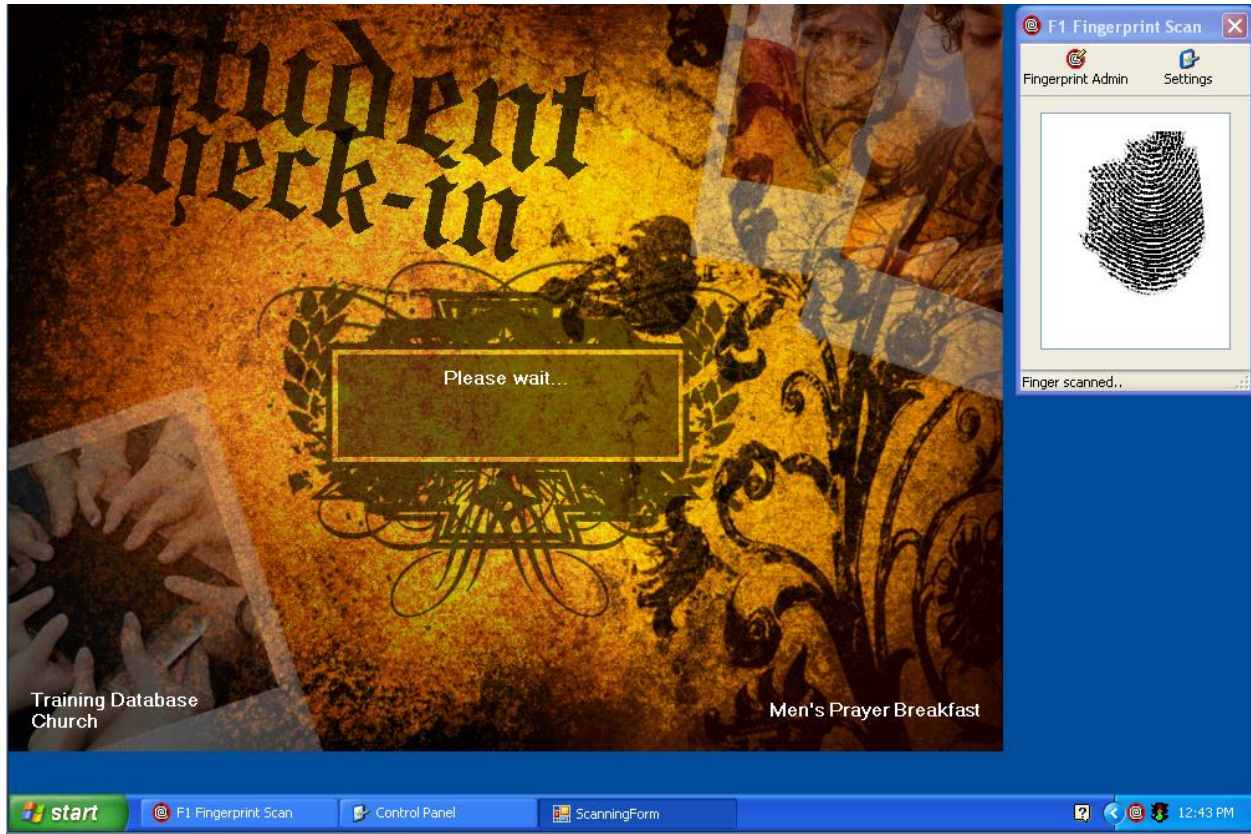 student
check-in
Please wait...
Training Database
Church
Men's Prayer Breakfast
F1 Fingerprint Scan
Fingerprint Admin
Settings
Finger scanned..
start
F1 Fingerprint Scan
Control Panel
ScanningForm
12:43 PM